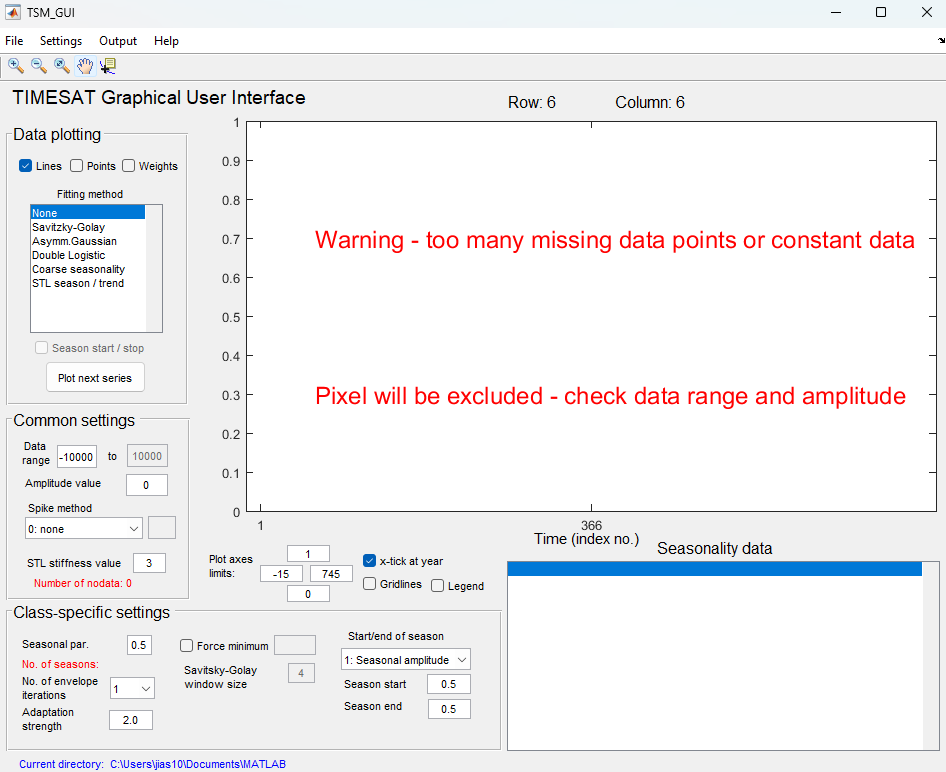 TSM_GUI
File Settings Output Help
TIMESAT Graphical User Interface
Row: 6 Column: 6
Data plotting
Lines Points Weights
Fitting method
None
Savitzky-Golay
Asymm.Gaussian
Double Logistic
Coarse seasonality
STL season / trend
Season start / stop
Plot next series
1
0.9
0.8
0.7
0.6
0.5
0.4
0.3
0.2
0.1
0
Warning - too many missing data points or constant data
Pixel will be excluded - check data range and amplitude
1 366
Time (index no.)
Common settings
Data
range -10000 to 10000
Amplitude value 0
Spike method
0: none
STL stiffness value 3
Number of nodata: 0
Plot axes
limits:
1
-15 745
0
x-tick at year
Gridlines Legend
Seasonality data
Class-specific settings
Seasonal par. 0.5
No. of seasons:
No. of envelope
iterations 1
Adaptation
strength 2.0
Force minimum
Savitsky-Golay
window size 4
Start/end of season
1: Seasonal amplitude
Season start 0.5
Season end 0.5
Current directory: C:\Users\jias10\Documents\MATLAB